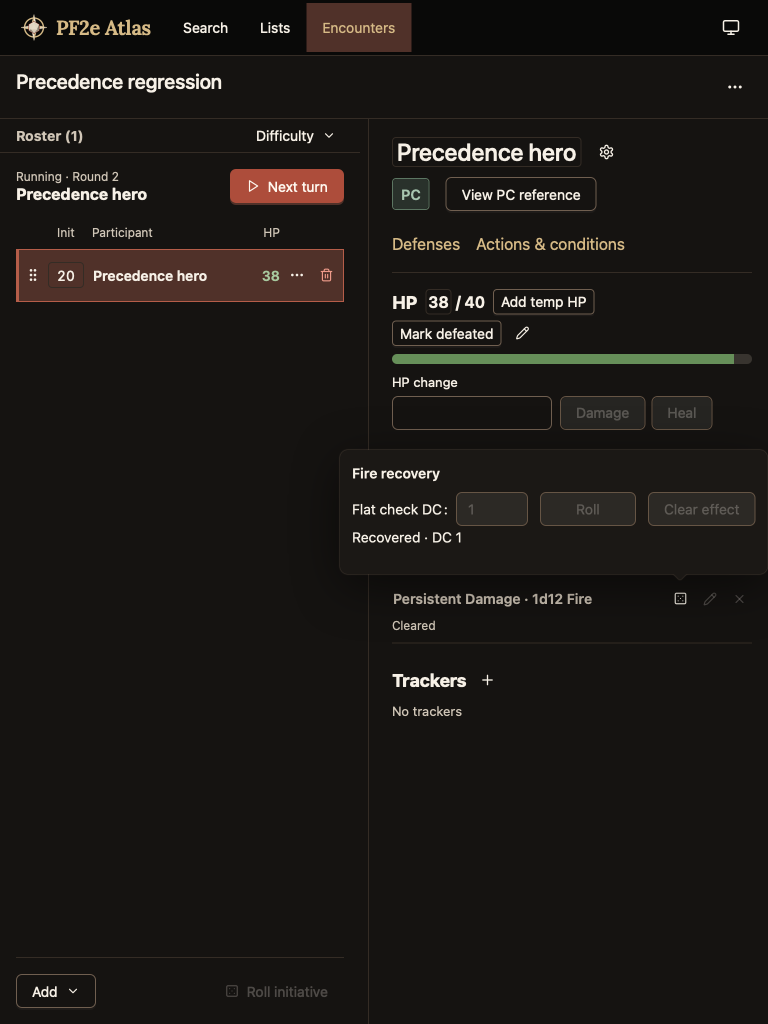 PF2e Atlas Search Lists Encounters
Precedence regression
Roster (1) Difficulty
Running · Round 2
Precedence hero
Next turn
Init Participant HP
20 Precedence hero 38
Add
Roll initiative
Precedence hero
PC View PC reference
Defenses Actions & conditions
HP 38 / 40 Add temp HP
Mark defeated
HP change
Damage Heal
Fire recovery
Flat check DC: 1 Roll Clear effect
Recovered · DC 1
Persistent Damage · 1d12 Fire
Cleared
Trackers
No trackers